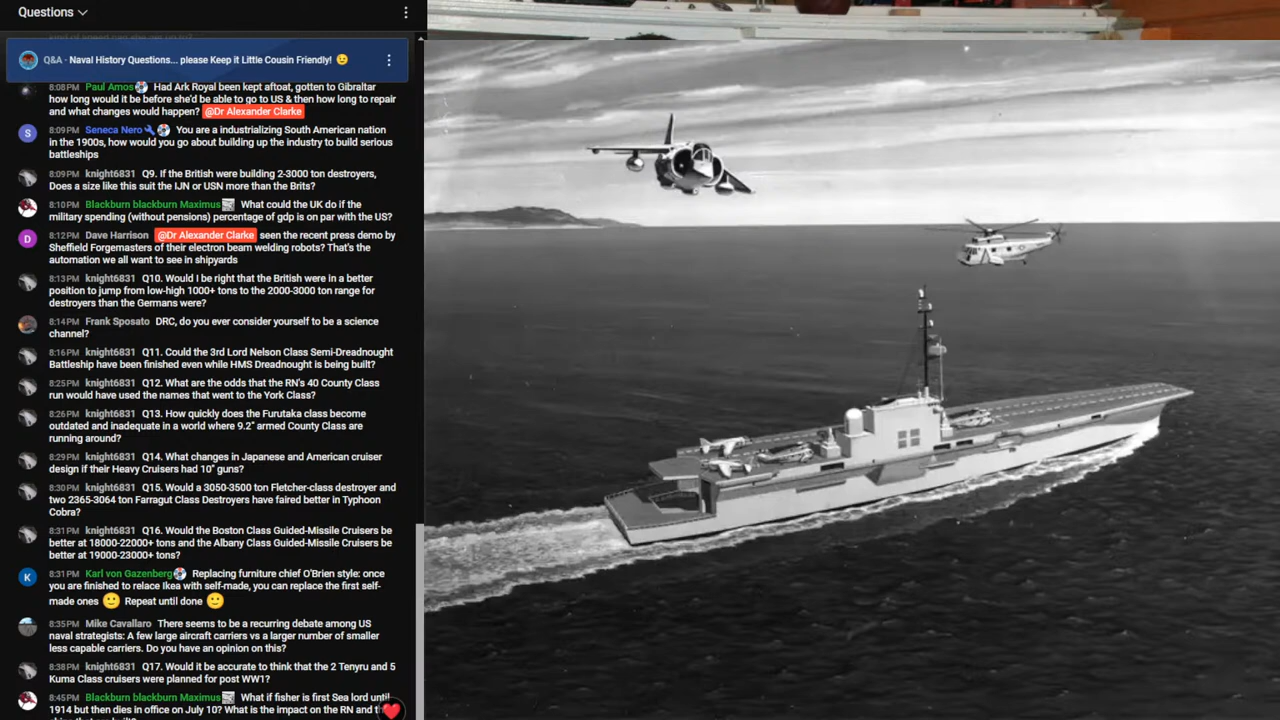 Questions
Q&A - Naval History Questions... please Keep it Little Cousin Friendly! 😉
8:08PM Paul Amos Had Ark Royal been kept aftoat, gotten to Gibraltar
how long would it be before she'd be able to go to US & then how long to repair
and what changes would happen? @Dr Alexander Clarke
S
8:09PM Seneca Nero You are a industrializing South American nation
in the 1900s, how would you go about building up the industry to build serious
battleships
8:09PM knight6831 Q9. If the British were building 2-3000 ton destroyers,
Does a size like this suit the IJN or USN more than the Brits?
8:10PM Blackburn blackburn Maximus What could the UK do if the
military spending (without pensions) percentage of gdp is on par with the US?
D
8:12PM Dave Harrison @Dr Alexander Clarke seen the recent press demo by
Sheffield Forgemasters of their electron beam welding robots? That's the
automation we all want to see in shipyards
8:13PM knight6831 Q10. Would I be right that the British were in a better
position to jump from low-high 1000+ tons to the 2000-3000 ton range for
destroyers than the Germans were?
8:14PM Frank Sposato DRC, do you ever consider yourself to be a science
channel?
8:16PM knight6831 Q11. Could the 3rd Lord Nelson Class Semi-Dreadnought
Battleship have been finished even while HMS Dreadnought is being built?
8:25PM knight6831 Q12. What are the odds that the RN's 40 County Class
run would have used the names that went to the York Class?
8:26PM knight6831 Q13. How quickly does the Furutaka class become
outdated and inadequate in a world where 9.2" armed County Class are
running around?
8:29PM knight6831 Q14. What changes in Japanese and American cruiser
design if their Heavy Cruisers had 10" guns?
8:30PM knight6831 Q15. Would a 3050-3500 ton Fletcher-class destroyer and
two 2365-3064 ton Farragut Class Destroyers have faired better in Typhoon
Cobra?
8:31PM knight6831 Q16. Would the Boston Class Guided-Missile Cruisers be
better at 18000-22000+ tons and the Albany Class Guided-Missile Cruisers be
better at 19000-23000+ tons?
K
8:31PM Karl von Gazenberg Replacing furniture chief O'Brien style: once
you are finished to relace Ikea with self-made, you can replace the first self-
made ones 🙂 Repeat until done 🙂
8:35PM Mike Cavallaro There seems to be a recurring debate among US
naval strategists: A few large aircraft carriers vs a larger number of smaller
less capable carriers. Do you have an opinion on this?
8:38PM knight6831 Q17. Would it be accurate to think that the 2 Tenyru and 5
Kuma Class cruisers were planned for post WW1?
8:45PM Blackburn blackburn Maximus What if fisher is first Sea lord until
1914 but then dies in office on July 10? What is the impact on the RN and